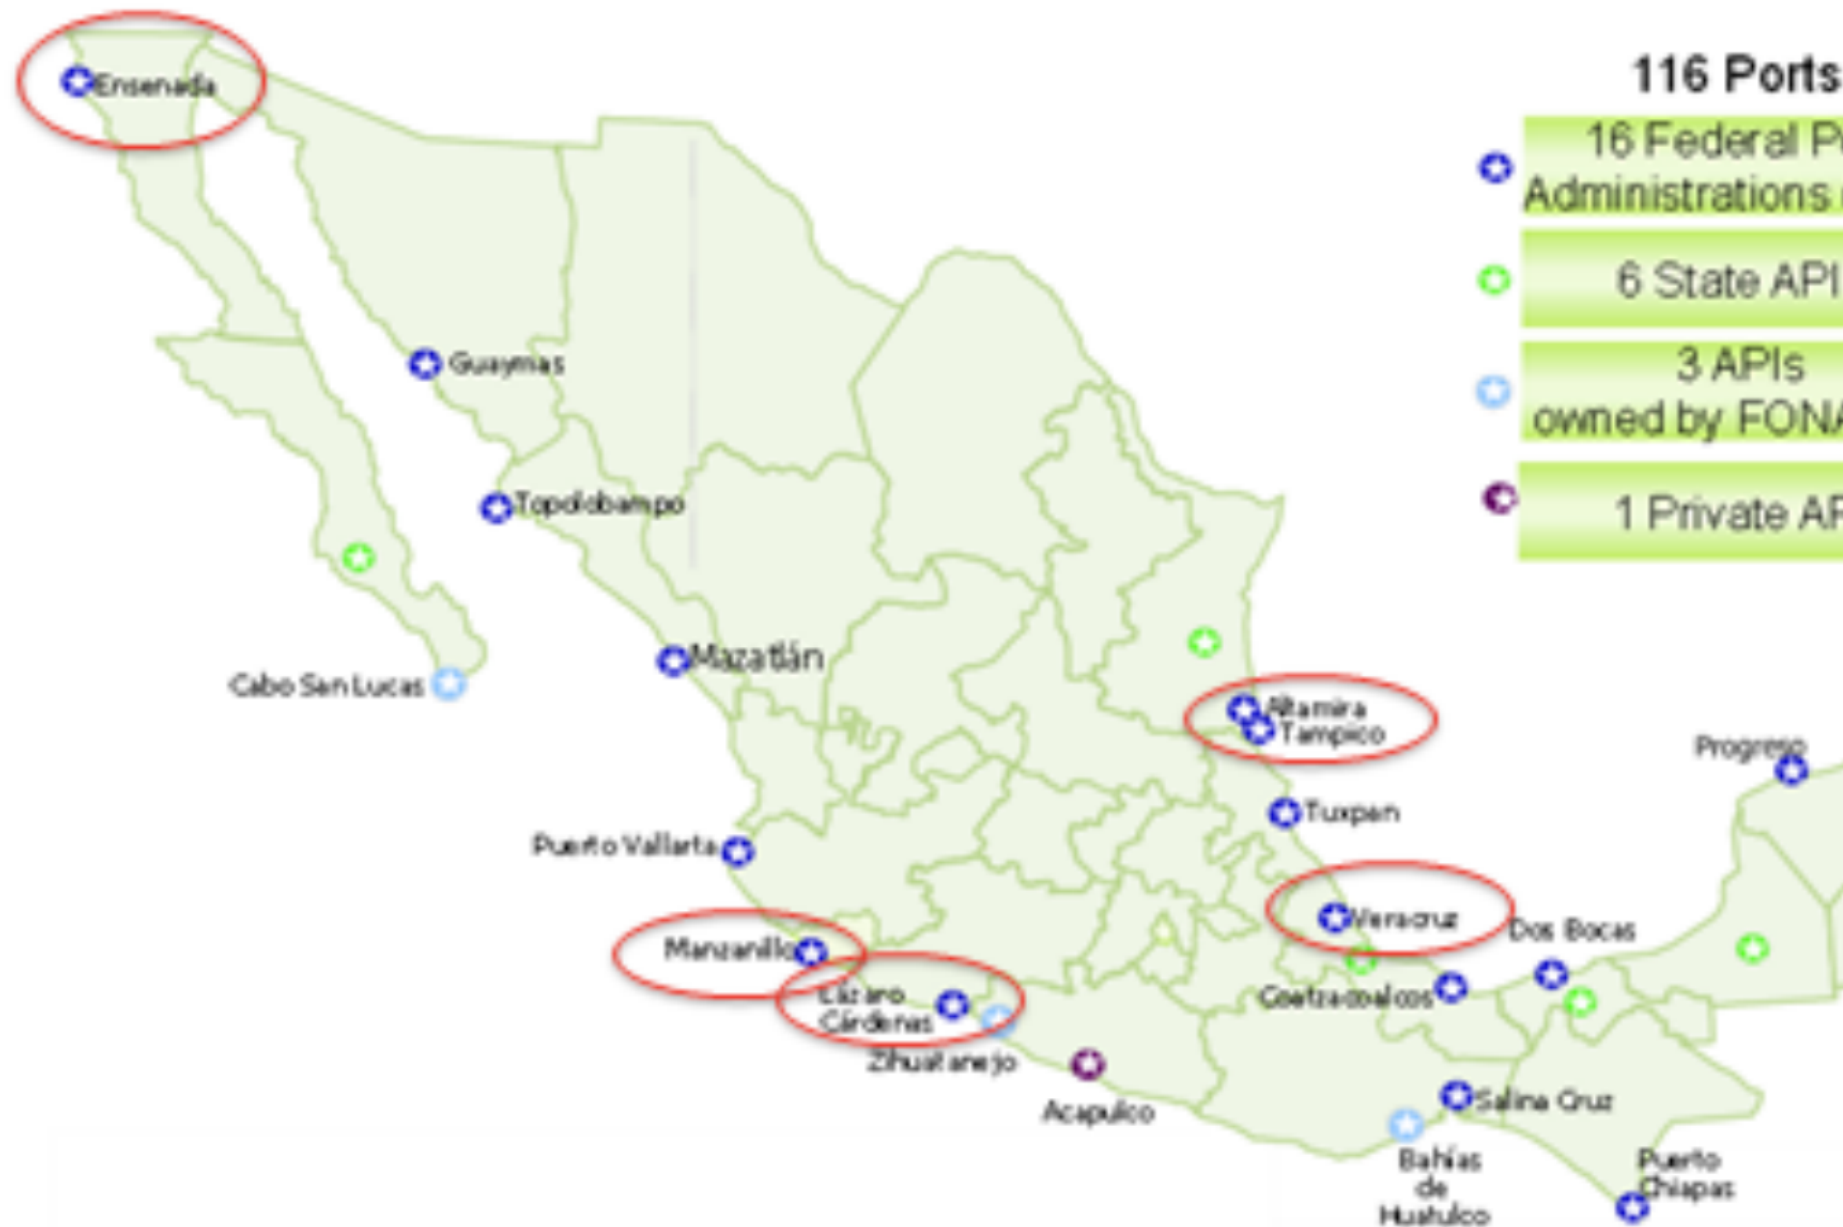 116 Ports
16 Federal
Administrations
6 State API
3 APIs
owned by
1 Private
Ensenada
Guaymas
Topolobampo
Mazatlán
Cabo San Lucas
Altamira
Tampico
Progreso
Tuxpan
Puerto Vallarta
Veracruz
Dos Bocas
Manzanillo
Lázaro
Cárdenas
Coatzacoalcos
Zihuatanejo
Acapulco
Salina Cruz
Bahías
de
Huatulco
Puerto
Chiapas